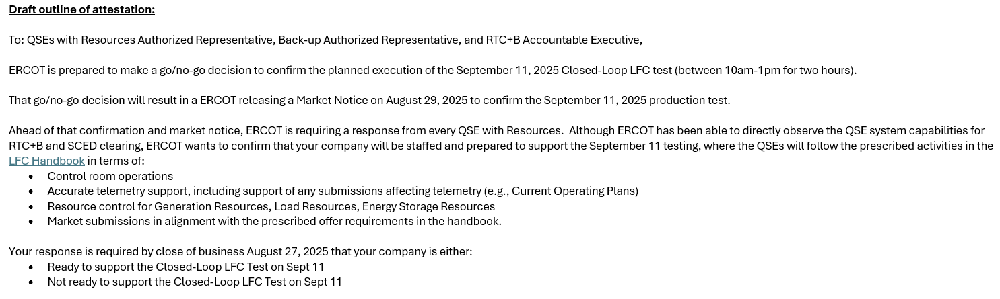 Draft outline of attestation:
To: QSEs with Resources Authorized Representative, Back-up Authorized Representative, and RTC+B Accountable Executive,
ERCOT is prepared to make a go/no-go decision to confirm the planned execution of the September 11, 2025 Closed-Loop LFC test (between 10am-1pm for two hours).
That go/no-go decision will result in a ERCOT releasing a Market Notice on August 29, 2025 to confirm the September 11, 2025 production test.
Ahead of that confirmation and market notice, ERCOT is requiring a response from every QSE with Resources.  Although ERCOT has been able to directly observe the QSE system capabilities for
RTC+B and SCED clearing, ERCOT wants to confirm that your company will be staffed and prepared to support the September 11 testing, where the QSEs will follow the prescribed activities in the
LFC Handbook in terms of:
• Control room operations
• Accurate telemetry support, including support of any submissions affecting telemetry (e.g., Current Operating Plans)
• Resource control for Generation Resources, Load Resources, Energy Storage Resources
• Market submissions in alignment with the prescribed offer requirements in the handbook.
Your response is required by close of business August 27, 2025 that your company is either:
• Ready to support the Closed-Loop LFC Test on Sept 11
• Not ready to support the Closed-Loop LFC Test on Sept 11